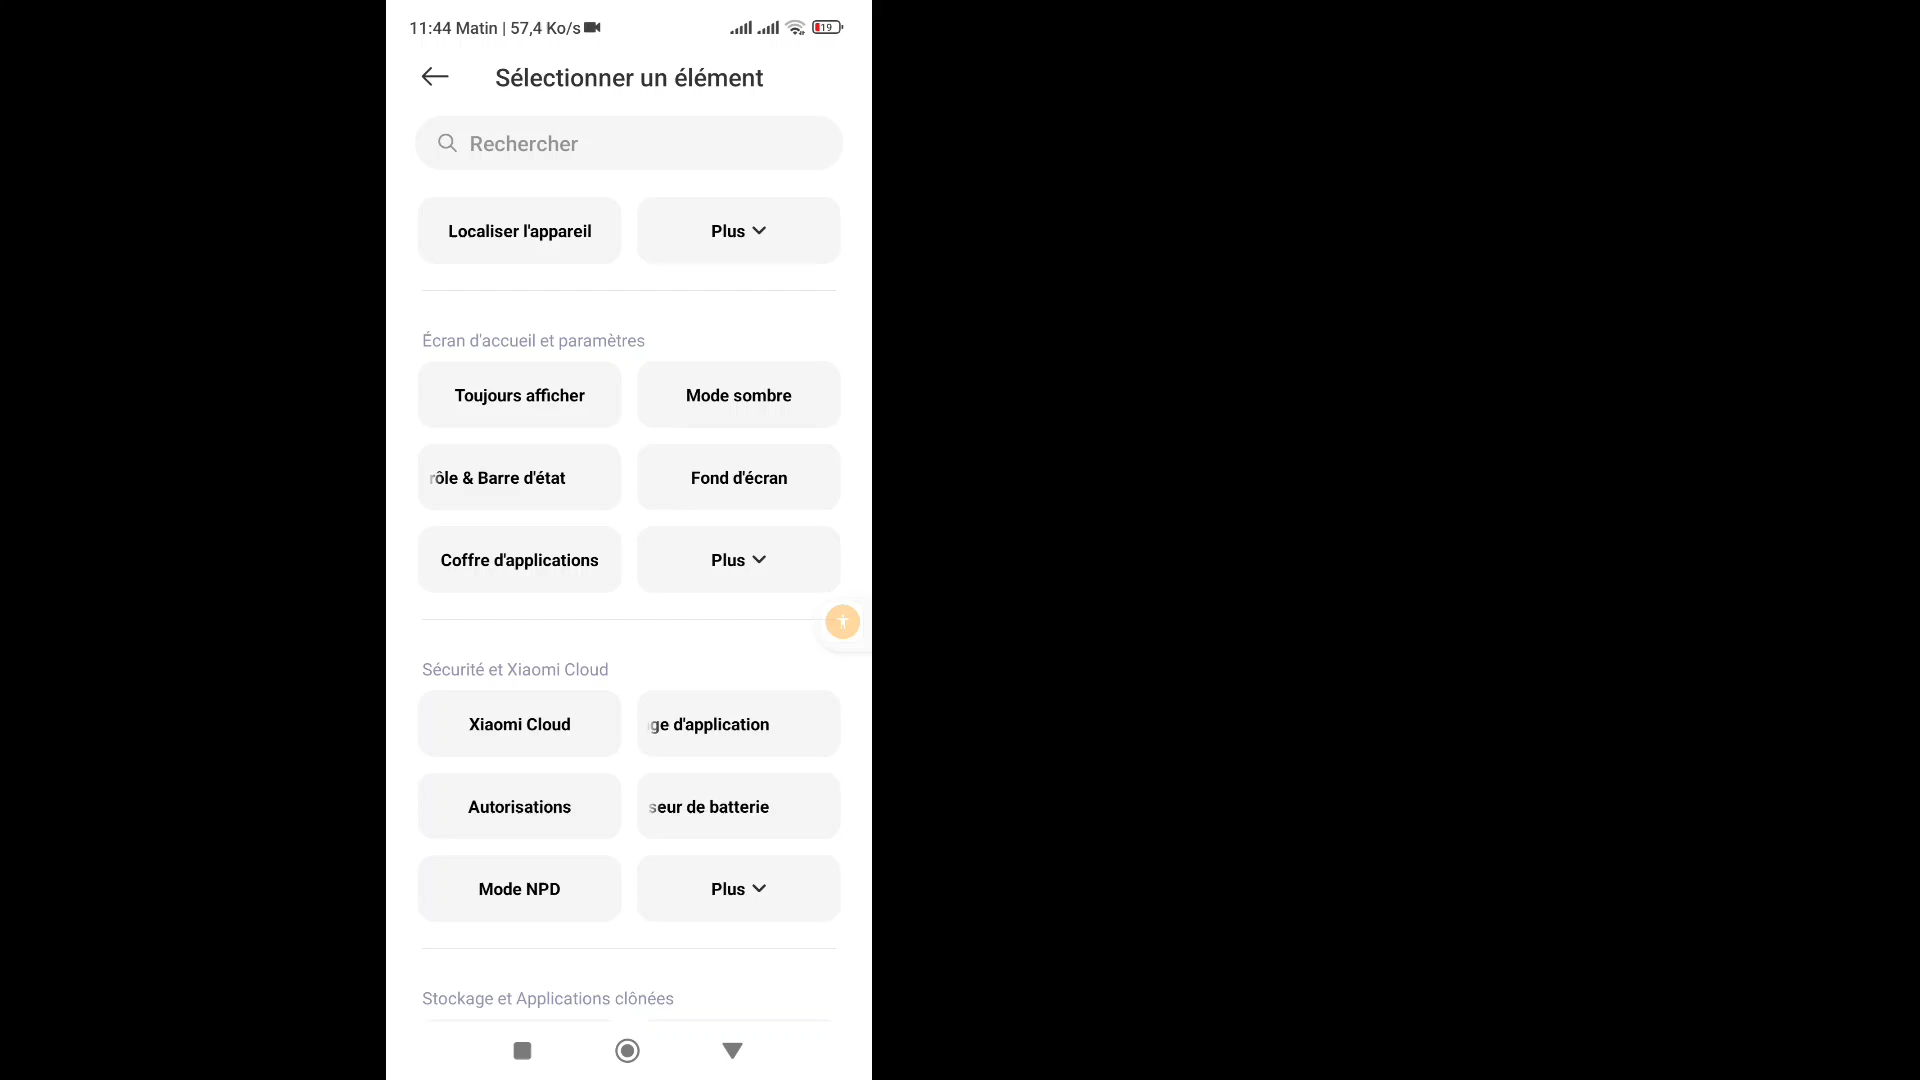 11:44 Matin | 57,4 Ko/s
19
Sélectionner un élément
Rechercher
Localiser l'appareil
Plus
Écran d'accueil et paramètres
Toujours afficher
Mode sombre
rôle & Barre d'état
Fond d'écran
Coffre d'applications
Plus
Sécurité et Xiaomi Cloud
Xiaomi Cloud
ge d'application
Autorisations
seur de batterie
Mode NPD
Plus
Stockage et Applications clônées